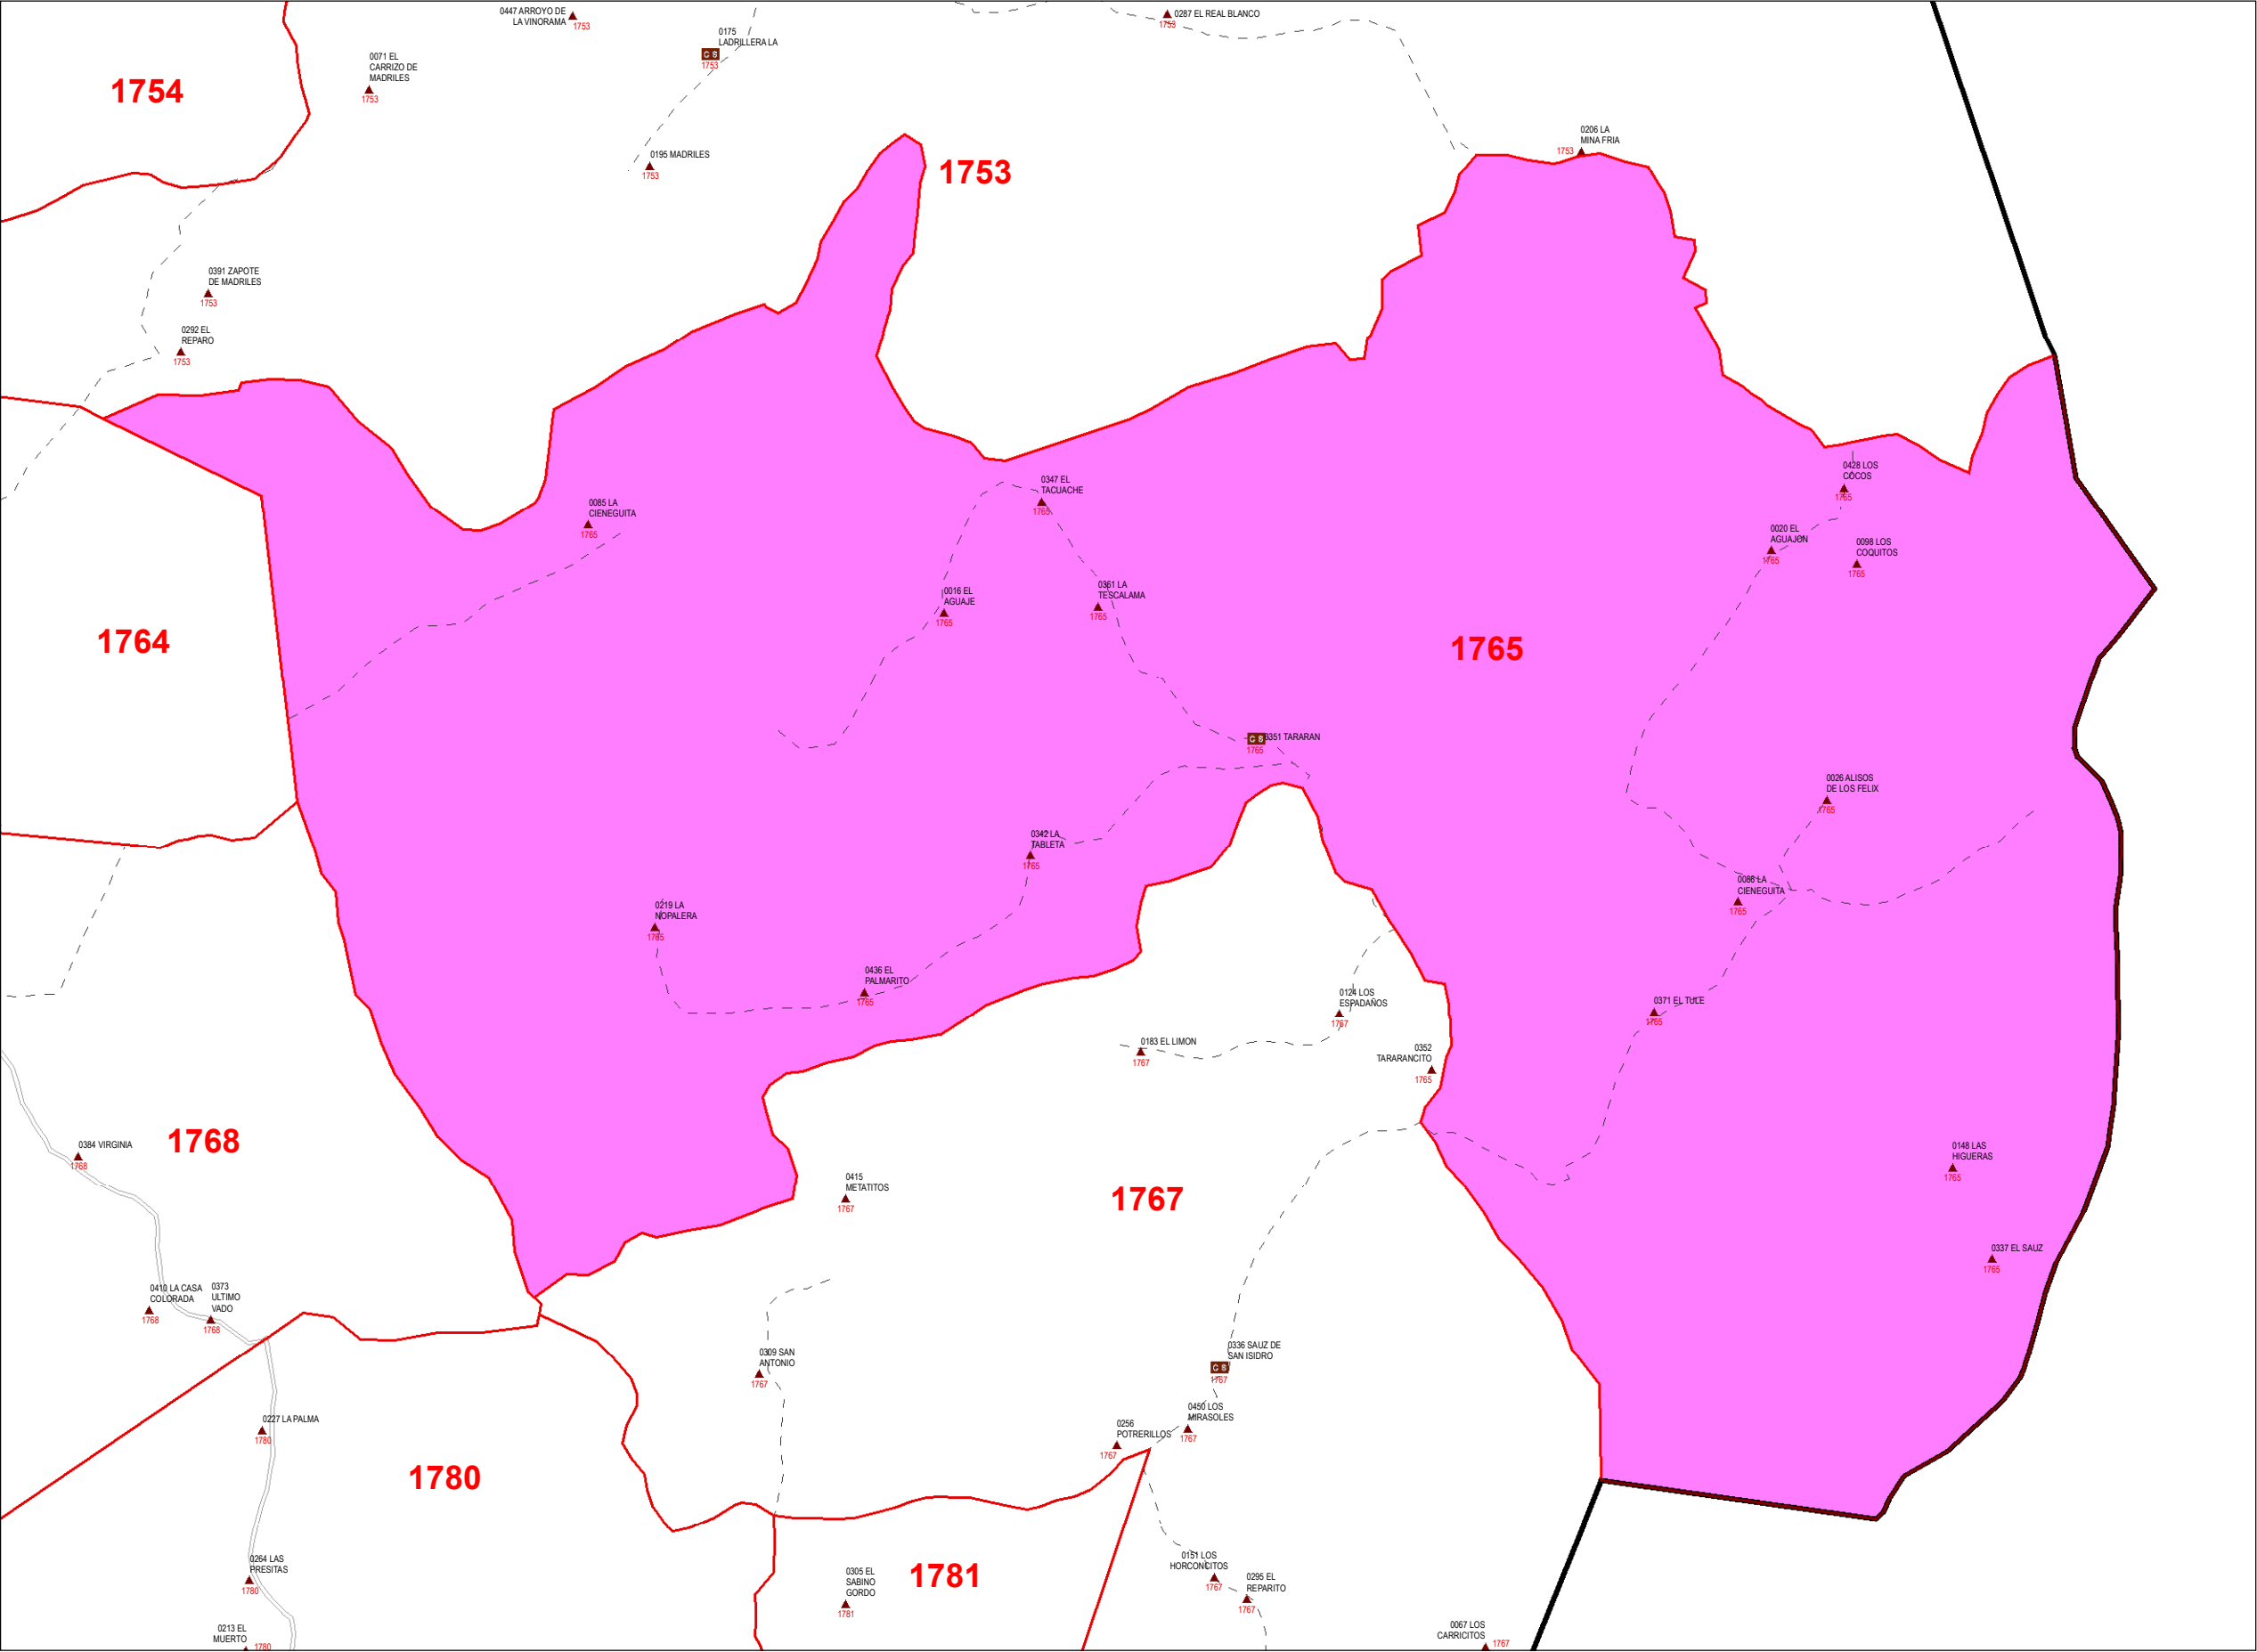 0447 ARROYO DE
LA VINORAMA
1753
0175
LADRILLERA LA
C S
1753
0287 EL REAL BLANCO
1753
0071 EL
CARRIZO DE
MADRILES
1753
1754
0195 MADRILES
1753
1753
0206 LA
MINA FRIA
1753
0391 ZAPOTE
DE MADRILES
1753
0292 EL
REPARO
1753
0085 LA
CIENEGUITA
1765
0347 EL
TACUACHE
1765
0428 LOS
COCOS
1765
0020 EL
AGUAJON
1765
0098 LOS
COQUITOS
1765
0016 EL
AGUAJE
1765
0361 LA
TESCALAMA
1765
1764
1765
C S
0351 TARARAN
1765
0026 ALISOS
DE LOS FELIX
1765
0342 LA
TABLETA
1765
0086 LA
CIENEGUITA
1765
0219 LA
NOPALERA
1765
0436 EL
PALMARITO
1765
0124 LOS
ESPADAÑOS
1767
0371 EL TULE
1765
0183 EL LIMON
1767
0352
TARARANCITO
1765
0384 VIRGINIA
1768
1768
0415
METATITOS
1767
1767
0148 LAS
HIGUERAS
1765
0337 EL SAUZ
1765
0410 LA CASA
COLORADA
1768
0373
ULTIMO
VADO
1768
0309 SAN
ANTONIO
1767
0336 SAUZ DE
SAN ISIDRO
C S
1767
0227 LA PALMA
1780
0450 LOS
MIRASOLES
1767
0256
POTRERILLOS
1767
1780
0264 LAS
PRESITAS
1780
0305 EL
SABINO
GORDO
1781
1781
0151 LOS
HORCONCITOS
1767
0295 EL
REPARITO
1767
0213 EL
MUERTO
1780
0067 LOS
CARRICITOS
1767